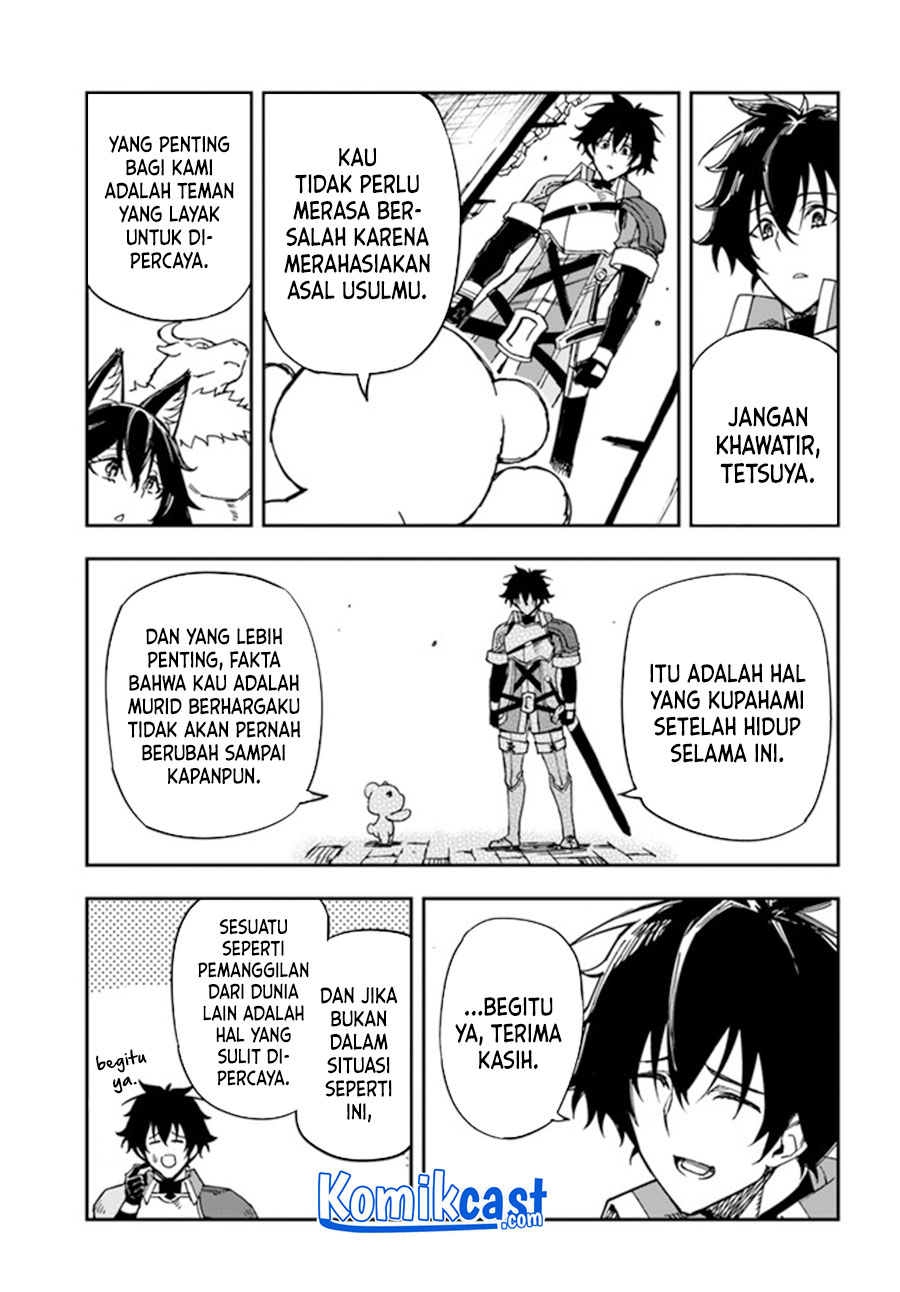 JANGAN
KHAWATIR,
TETSUYA.
KAU
TIDAK PERLU
MERASA BER-
SALAH KARENA
MERAHASIAKAN
ASAL USULMU.
YANG PENTING
BAGI KAMI
ADALAH TEMAN
YANG LAYAK
UNTUK DI-
PERCAYA.
ITU ADALAH HAL
YANG KUPAHAMI
SETELAH HIDUP
SELAMA INI.
DAN YANG LEBIH
PENTING, FAKTA
BAHWA KAU ADALAH
MURID BERHARGAKU
TIDAK AKAN PERNAH
BERUBAH SAMPAI
KAPANPUN.
...BEGITU
YA, TERIMA
KASIH.
DAN JIKA
BUKAN
DALAM
SITUASI
SEPERTI
INI,
SESUATU
SEPERTI
PEMANGGILAN
DARI DUNIA
LAIN ADALAH
HAL YANG
SULIT DI-
PERCAYA.
begitu
ya..
Komikcast
.com